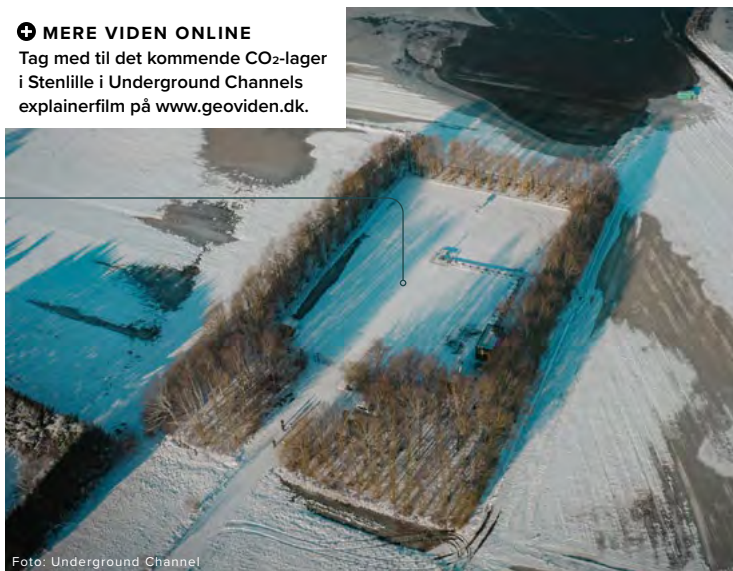 MERE VIDEN ONLINE
Tag med til det kommende CO₂-lager
i Stenlille i Underground Channels
explainerfilm på www.geoviden.dk.
Foto: Underground Channel